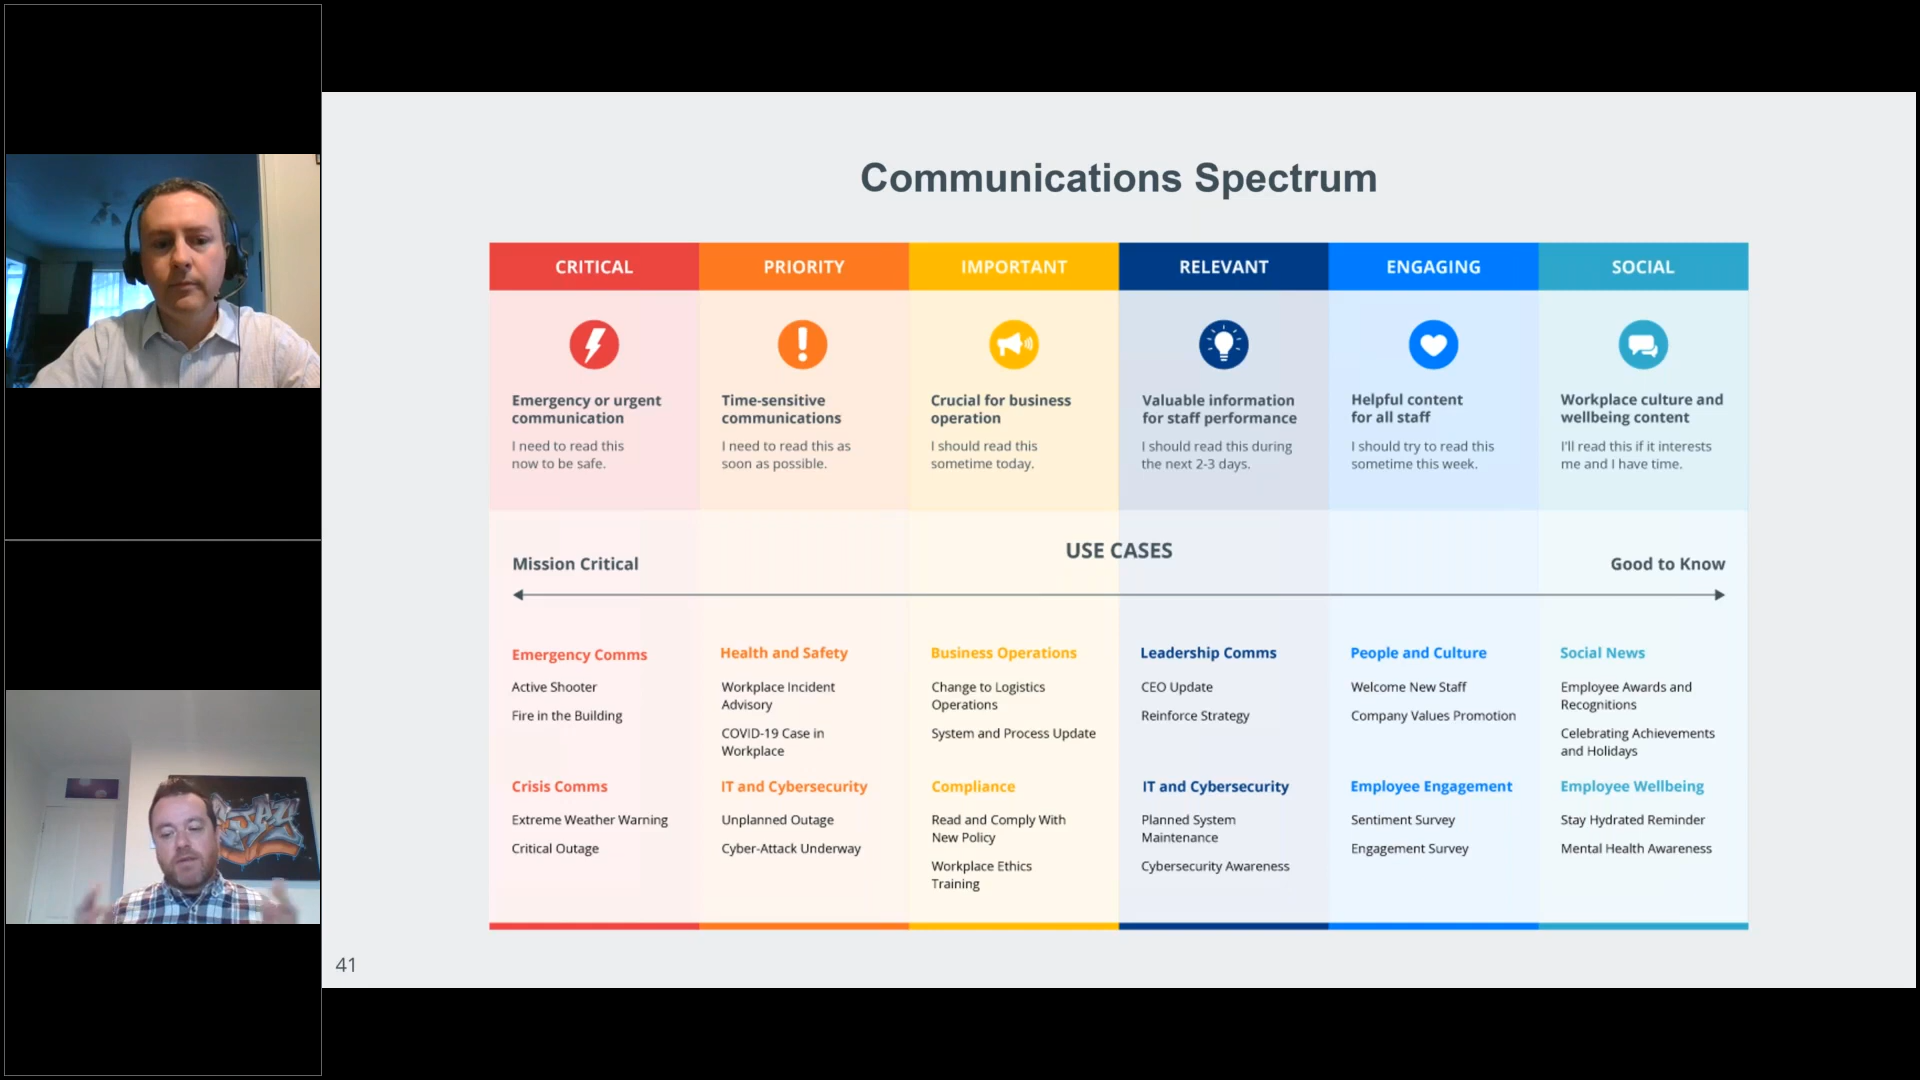 Communications Spectrum
CRITICAL
PRIORITY
IMPORTANT
RELEVANT
ENGAGING
SOCIAL
Emergency or urgent
communication
I need to read this
now to be safe.
Time-sensitive
communications
I need to read this as
soon as possible.
Crucial for business
operation
I should read this
sometime today.
Valuable information
for staff performance
I should read this during
the next 2-3 days.
Helpful content
for all staff
I should try to read this
sometime this week.
Workplace culture and
wellbeing content
I'll read this if it interests
me and I have time.
USE CASES
Mission Critical
Good to Know
Emergency Comms
Active Shooter
Fire in the Building
Health and Safety
Workplace Incident
Advisory
COVID-19 Case in
Workplace
Business Operations
Change to Logistics
Operations
System and Process Update
Leadership Comms
CEO Update
Reinforce Strategy
People and Culture
Welcome New Staff
Company Values Promotion
Social News
Employee Awards and
Recognitions
Celebrating Achievements
and Holidays
Crisis Comms
Extreme Weather Warning
Critical Outage
IT and Cybersecurity
Unplanned Outage
Cyber-Attack Underway
Compliance
Read and Comply With
New Policy
Workplace Ethics
Training
IT and Cybersecurity
Planned System
Maintenance
Cybersecurity Awareness
Employee Engagement
Sentiment Survey
Engagement Survey
Employee Wellbeing
Stay Hydrated Reminder
Mental Health Awareness
41